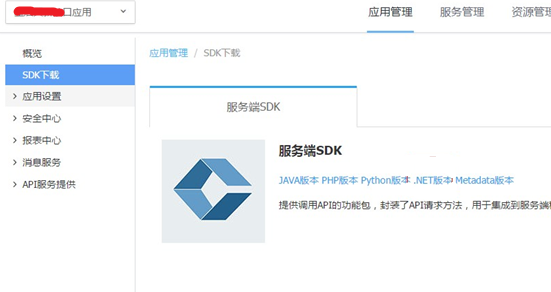 口应用
应用管理 服务管理 资源管理
概览
应用管理 / SDK下载
SDK下载
应用设置
服务端SDK
安全中心
报表中心
服务端SDK
消息服务
JAVA版本 PHP版本 Python版本 .NET版本 Metadata版本
API服务提供
提供调用API的功能包，封装了API请求方法，用于集成到服务端